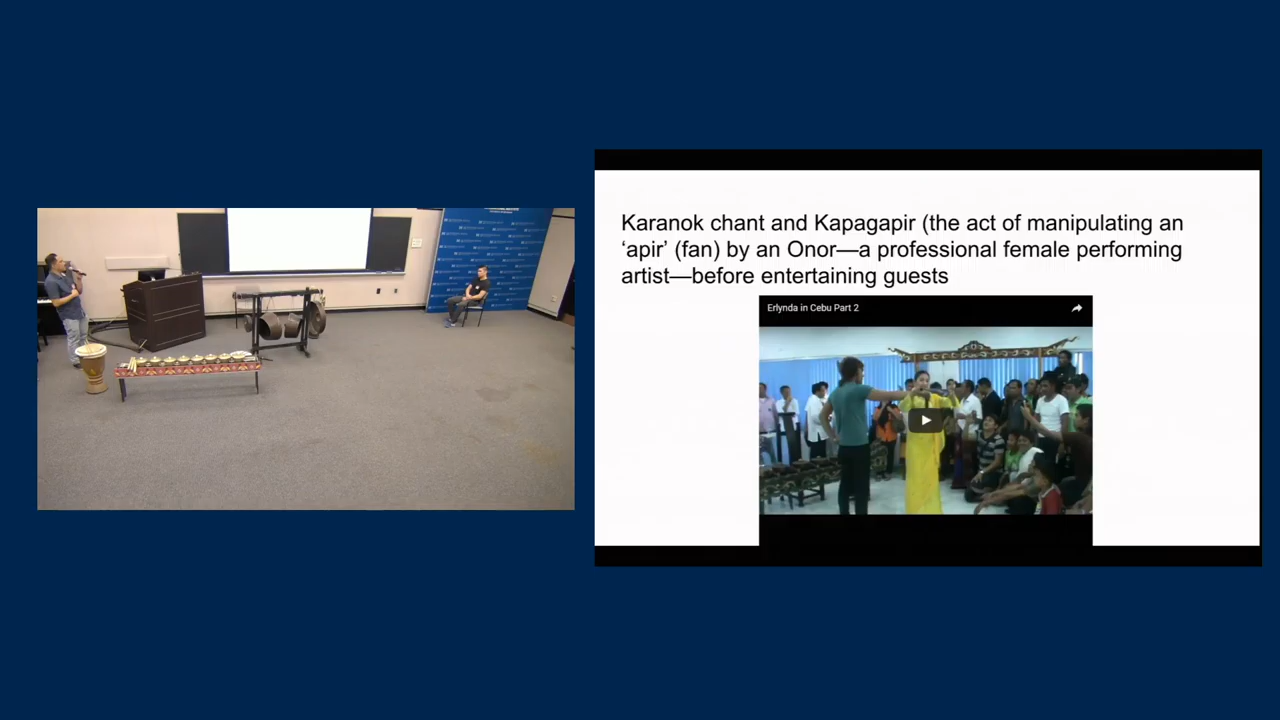 Karanok chant and Kapagapir (the act of manipulating an
‘apir’ (fan) by an Onor—a professional female performing
artist—before entertaining guests
Erlynda in Cebu Part 2